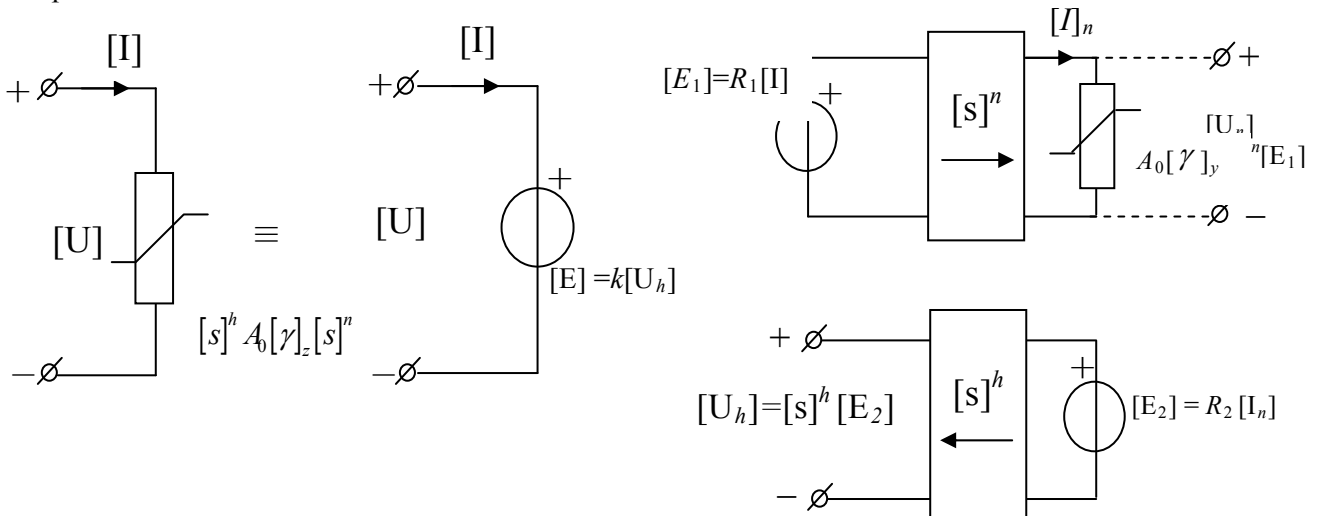 [I]
+
[U]
−
[s]^h A_0[γ]_z[s]^n
≡
[I]
+
+
[U]
[E] =k[U_h]
−
[I]_n
+
[E_1]=R_1[I]
+
[s]^n
A_0[γ]_y
^n[E_1]
−
+
+
[U_h]=[s]^h [E_2]
[s]^h
[E_2] = R_2 [I_n]
−